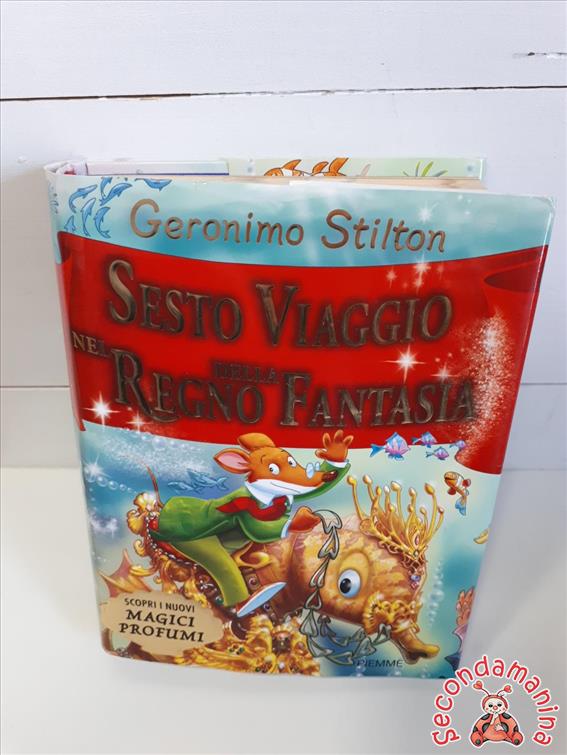 Geronimo Stilton
SESTO VIAGGIO
NEL REGNO DELLA FANTASIA
SCOPRI I NUOVI
MAGICI
PROFUMI
PIEMME
Secondamanina